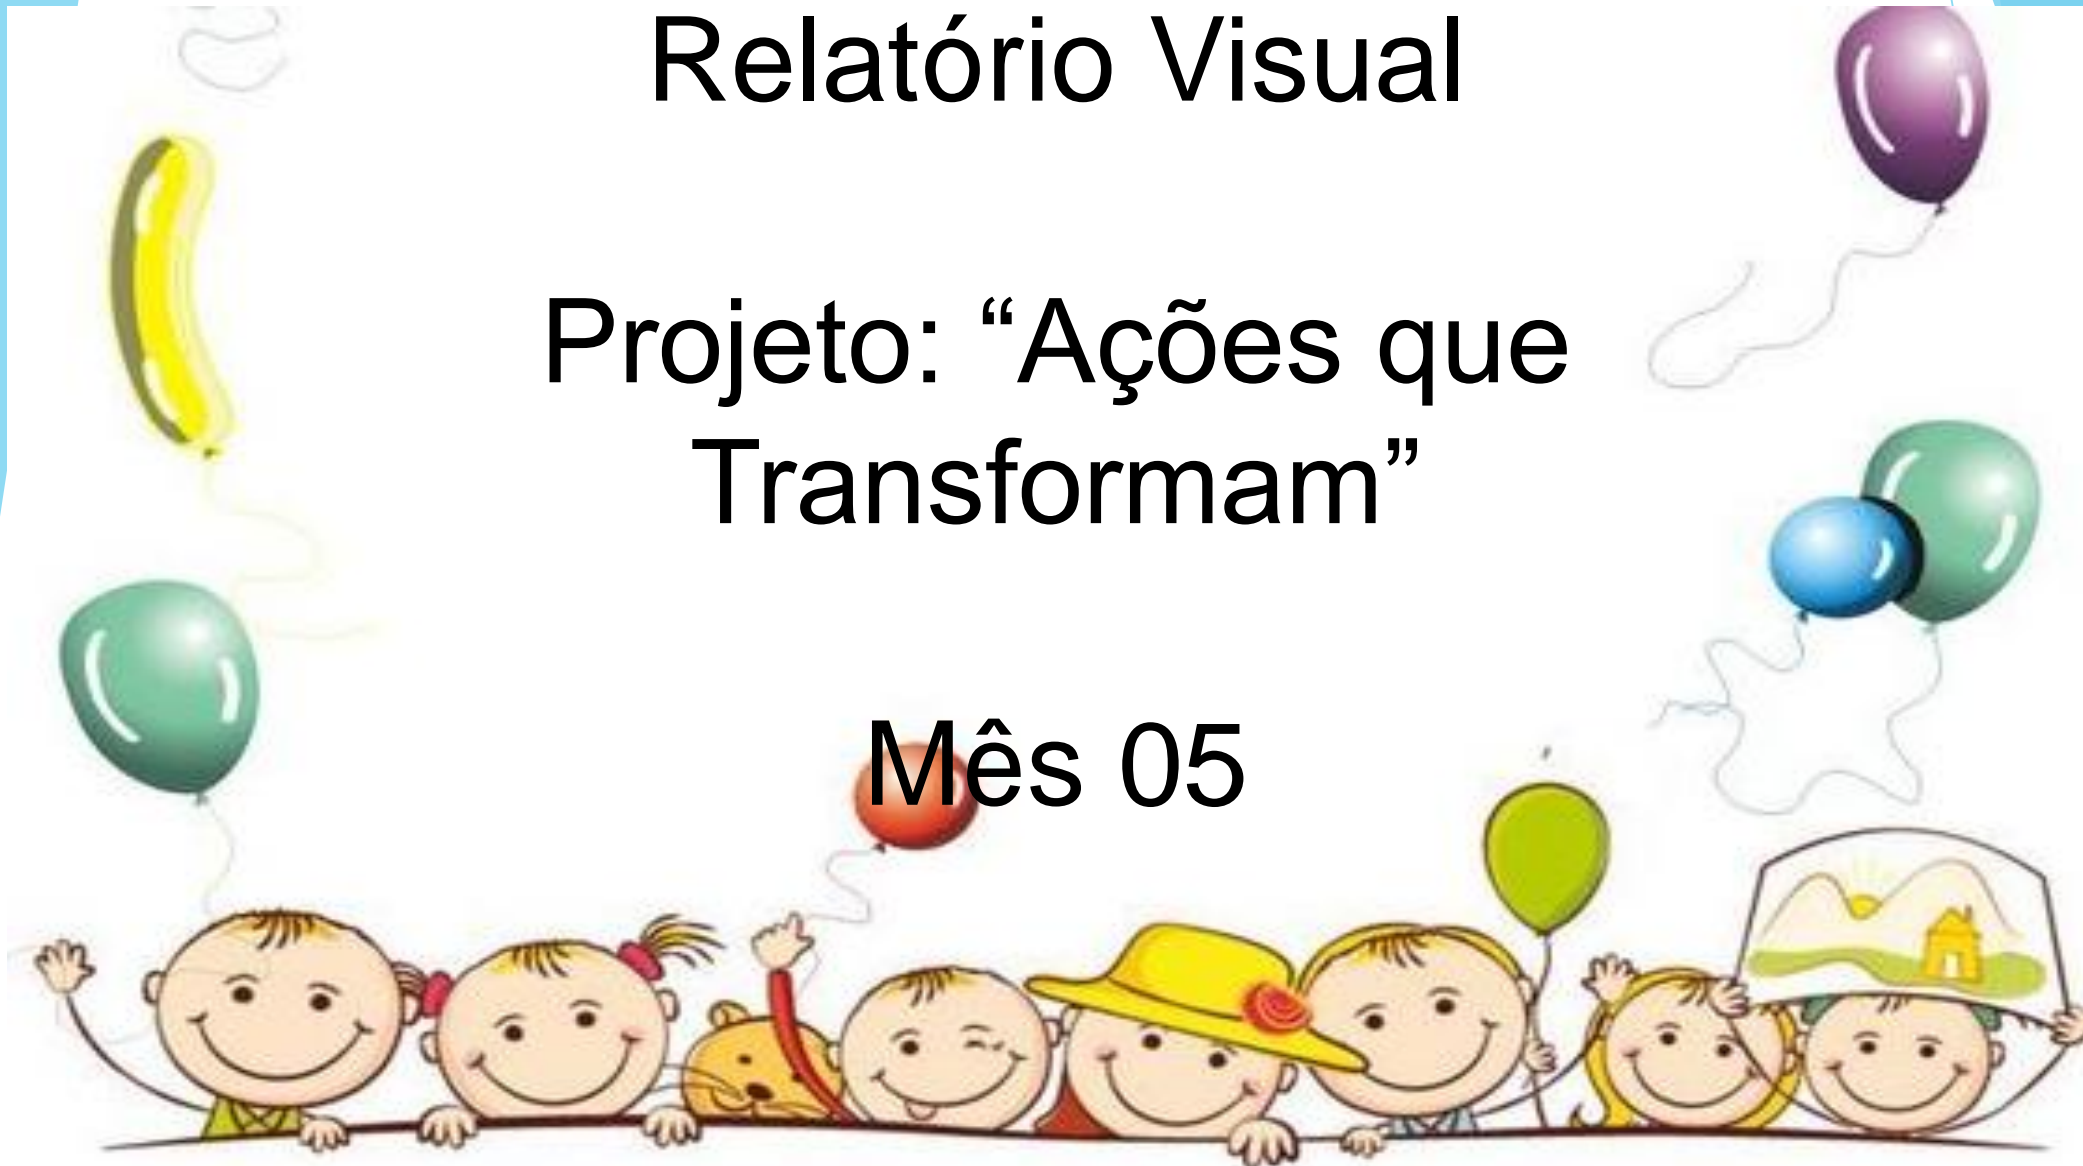 Relatório Visual
Projeto: “Ações que
Transformam”
Mês 05